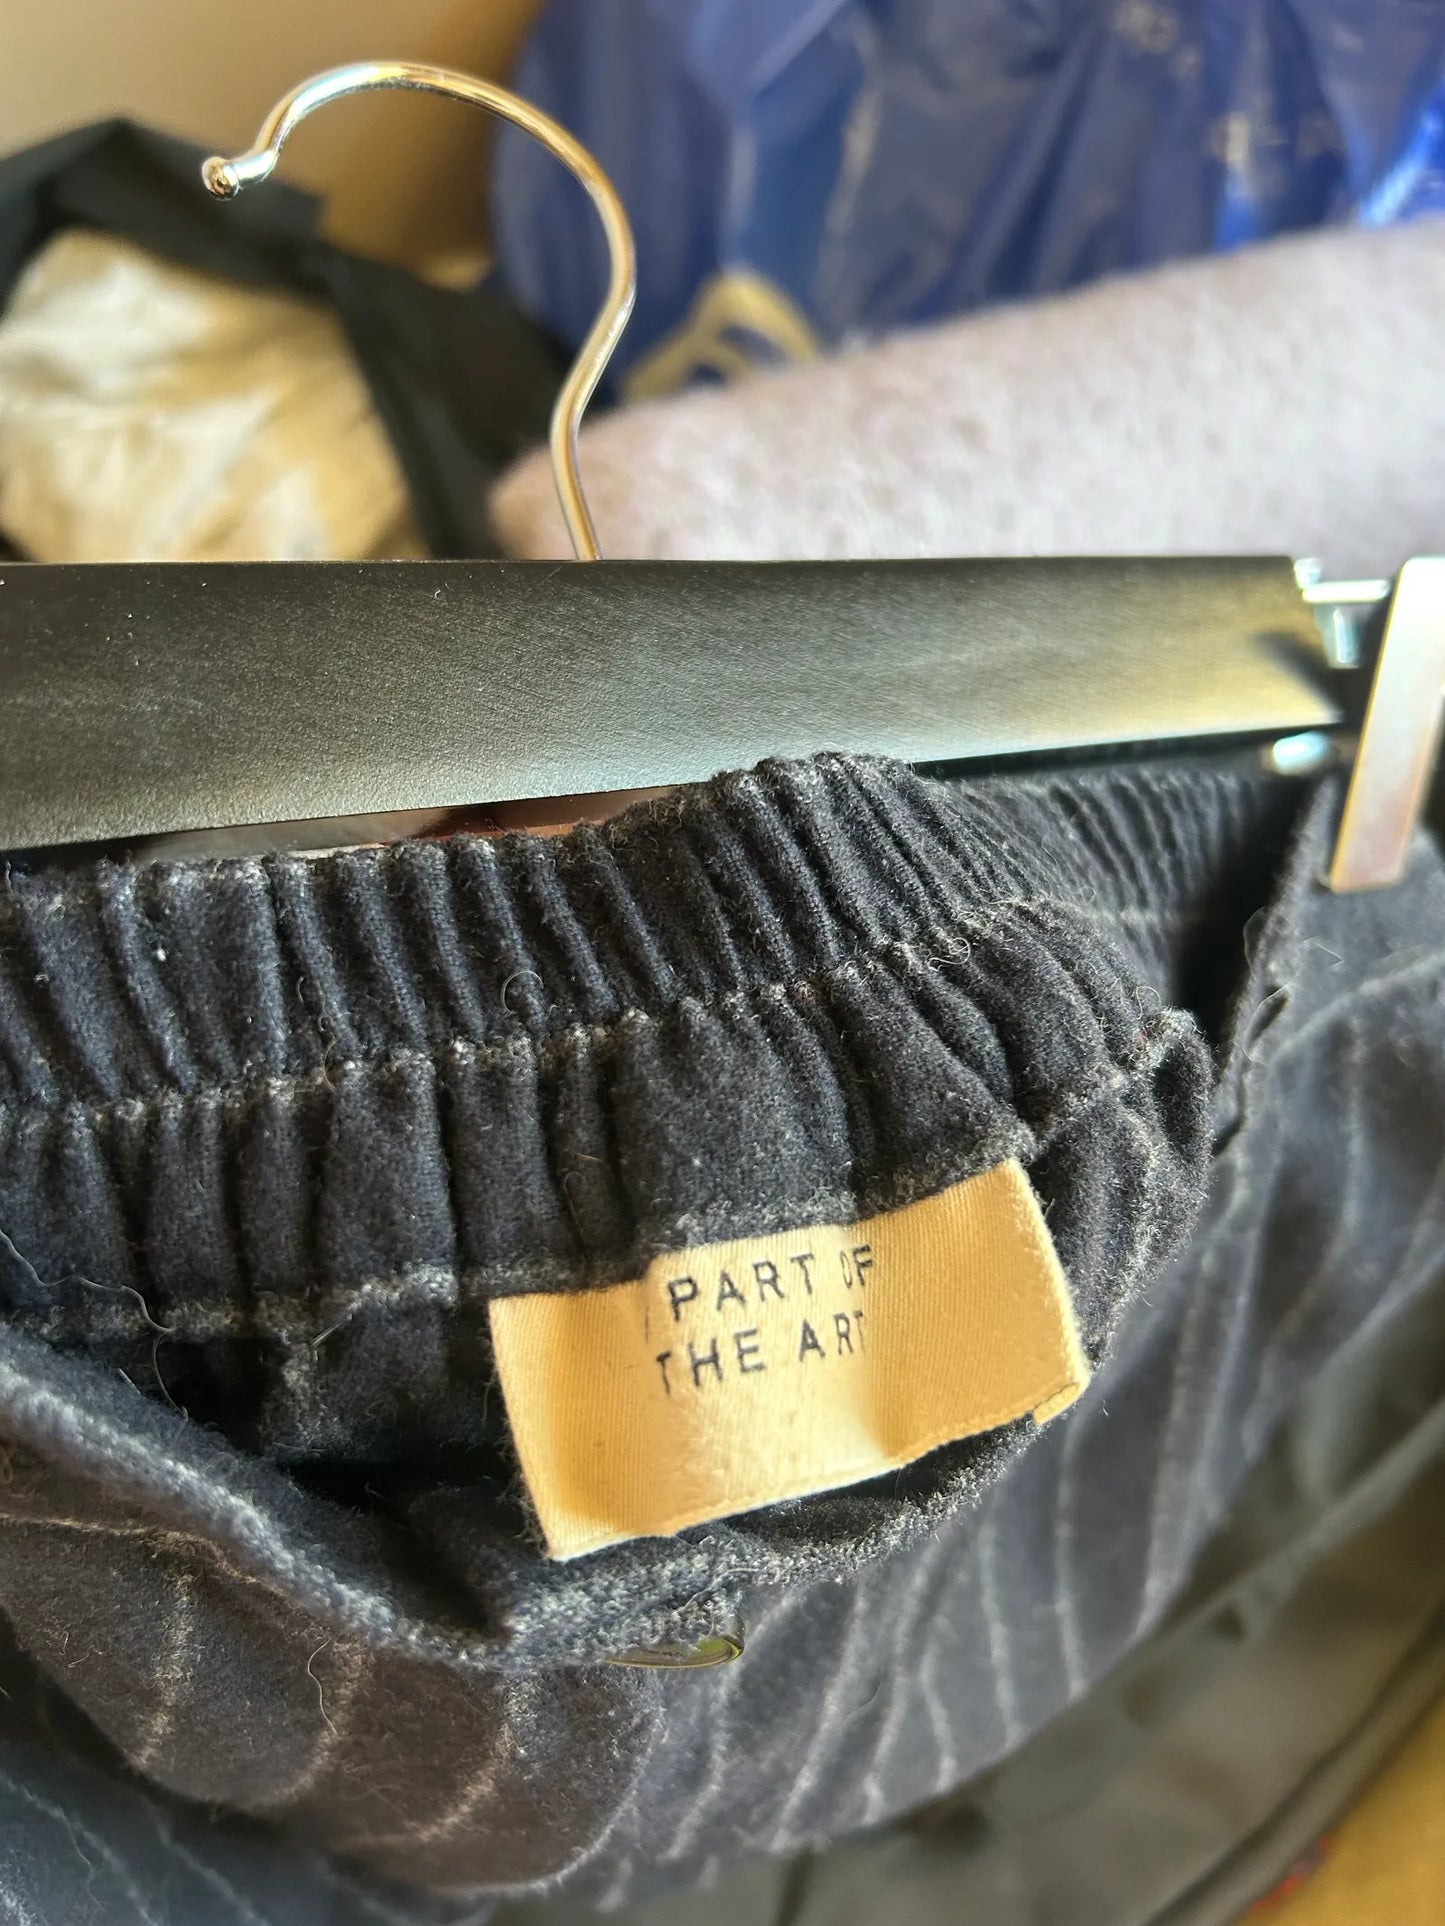 PART OF
THE ART